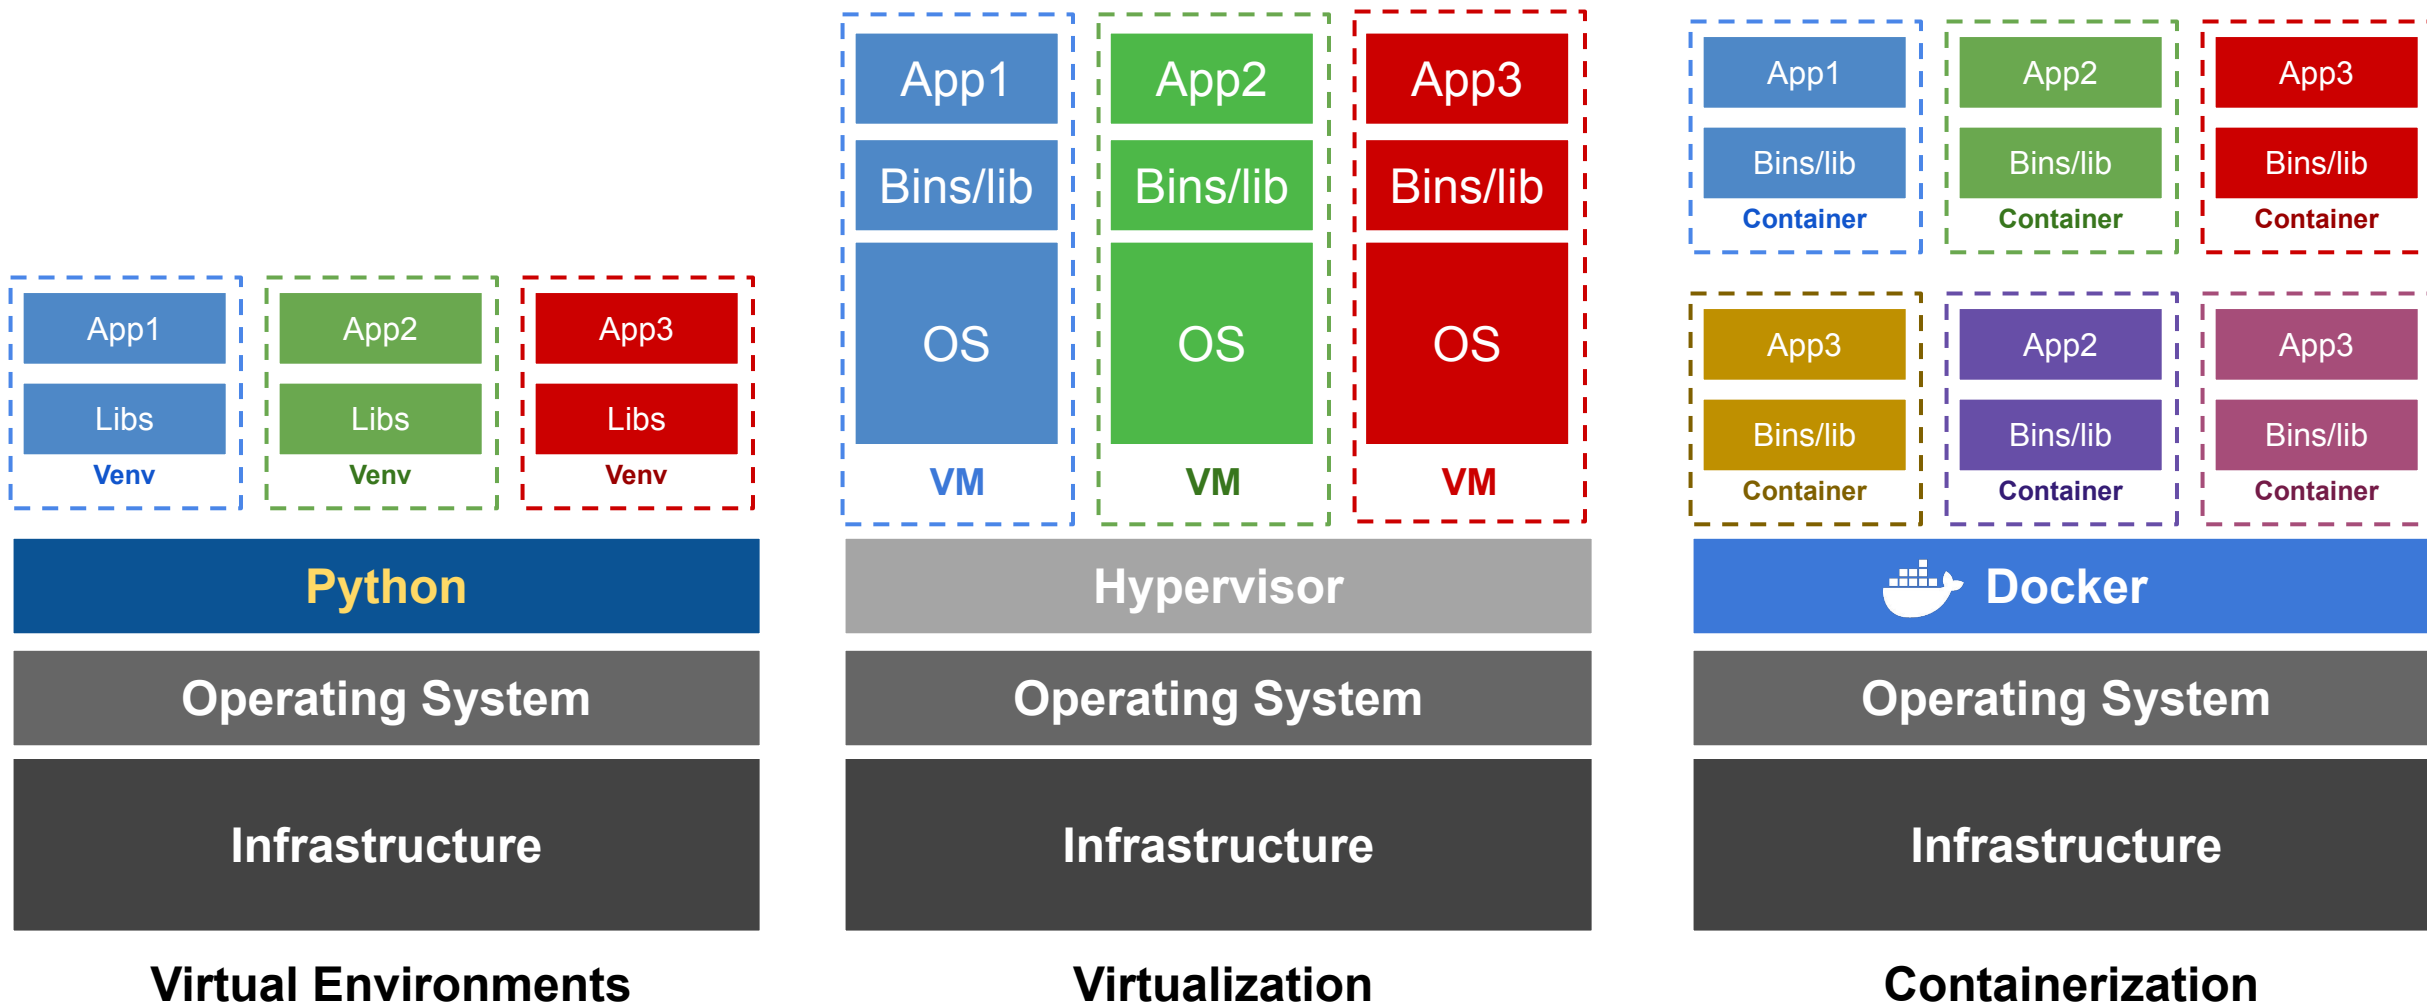 App1
App2
App3
Libs
Libs
Libs
Venv
Venv
Venv
Python
Operating System
Infrastructure
Virtual Environments
App1
App2
App3
Bins/lib
Bins/lib
Bins/lib
OS
OS
OS
VM
VM
VM
Hypervisor
Operating System
Infrastructure
Virtualization
App1
App2
App3
Bins/lib
Bins/lib
Bins/lib
Container
Container
Container
App3
App2
App3
Bins/lib
Bins/lib
Bins/lib
Container
Container
Container
Docker
Operating System
Infrastructure
Containerization